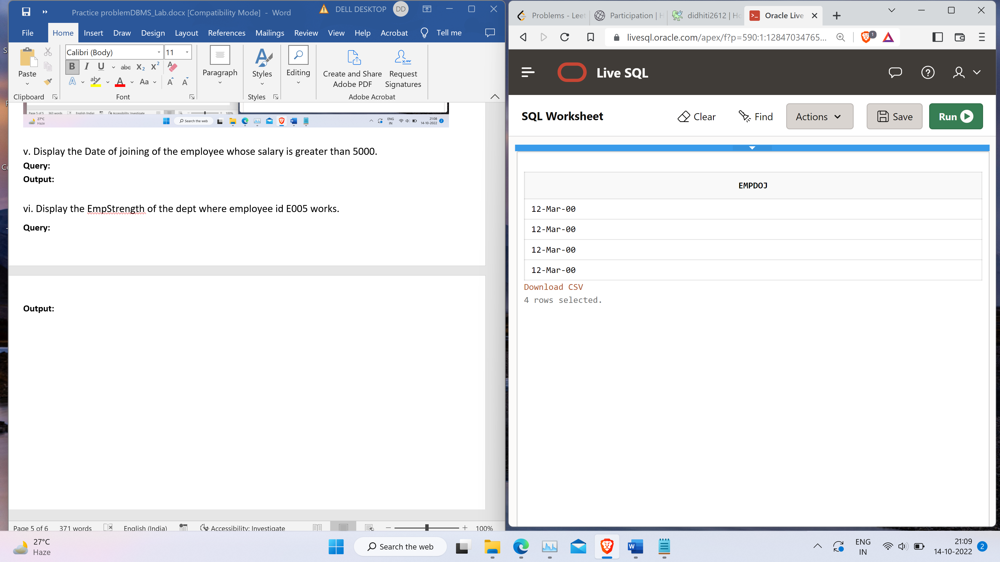 Practice problemDBMS_Lab.docx [Compatibility Mode] - Word
DELL DESKTOP
DD
File
Home
Insert
Draw
Design
Layout
References
Mailings
Review
View
Help
Acrobat
Tell me
Paste
Clipboard
Calibri (Body)
11
B I U abc X2 X2 A
A ab A Aa A A
Font
Paragraph
Styles
Styles
Editing
Create and Share
Adobe PDF
Request
Signatures
Adobe Acrobat
Page 5 of 5 363 words English (India) Accessibility: Investigate 100%
27°C
Haze
Search the web
ENG
IN
21:08
14-10-2022
2
v. Display the Date of joining of the employee whose salary is greater than 5000.
Query:
Output:
vi. Display the EmpStrength of the dept where employee id E005 works.
Query:
Output:
Page 5 of 6 371 words English (India) Accessibility: Investigate 100%
Problems - Leet
Participation | H
didhiti2612 | Ho
Oracle Live
livesql.oracle.com/apex/f?p=590:1:12847034765...
1
Live SQL
SQL Worksheet
Clear
Find
Actions
Save
Run
EMPDOJ
12-Mar-00
12-Mar-00
12-Mar-00
12-Mar-00
Download CSV
4 rows selected.
27°C
Haze
Search the web
ENG
IN
21:09
14-10-2022
2